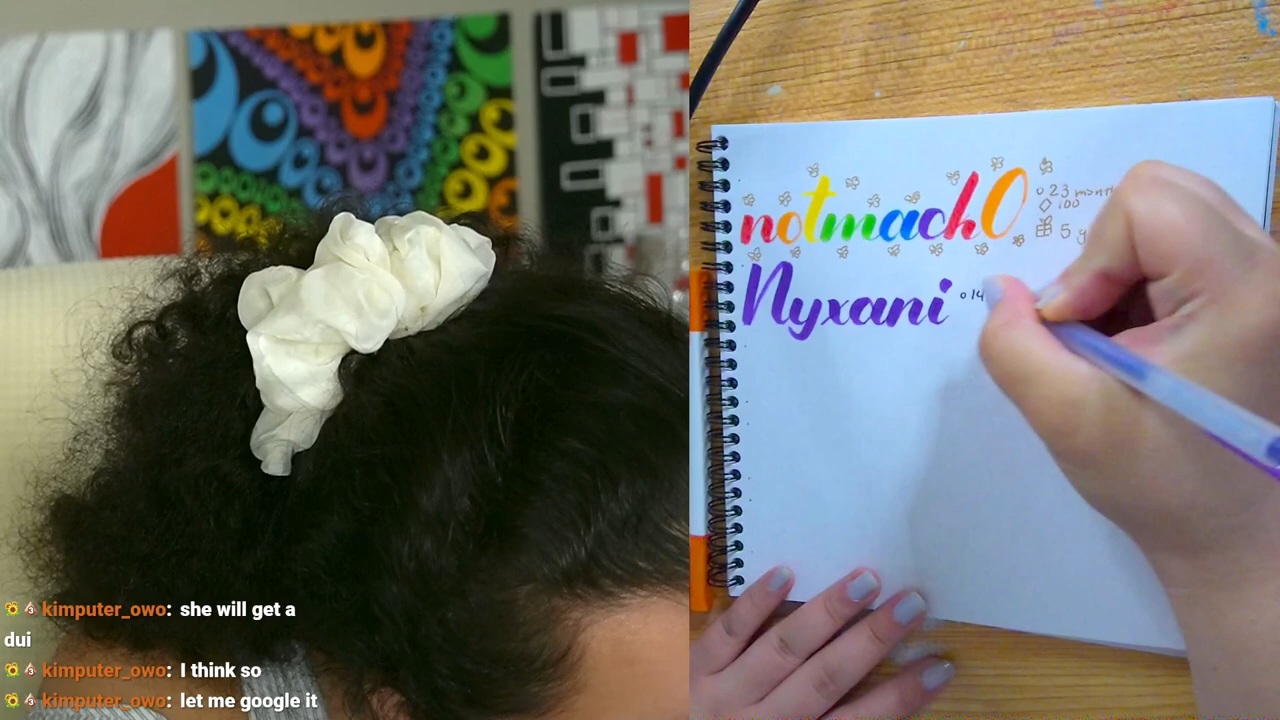 kimputer_owo: she will get a
dui
kimputer_owo: I think so
kimputer_owo: let me google it
notmachO
23 mont
100
5 y
Nyxani
14